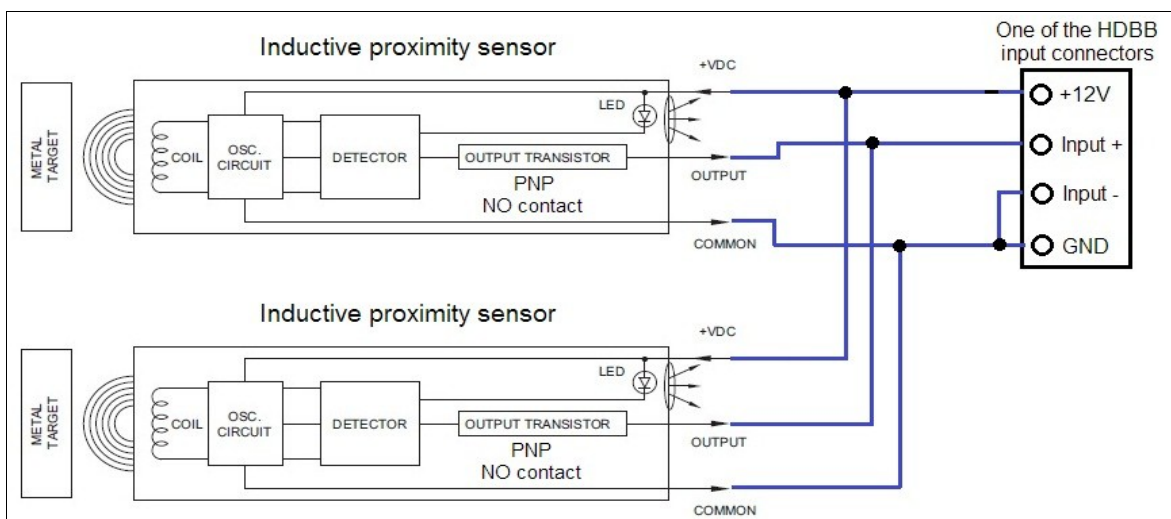 Inductive proximity sensor
One of the HDBB
input connectors
METAL
TARGET
COIL
OSC.
CIRCUIT
DETECTOR
LED
OUTPUT TRANSISTOR
PNP
NO contact
+VDC
OUTPUT
COMMON
+12V
Input +
Input -
GND
Inductive proximity sensor
METAL
TARGET
COIL
OSC.
CIRCUIT
DETECTOR
LED
OUTPUT TRANSISTOR
PNP
NO contact
+VDC
OUTPUT
COMMON